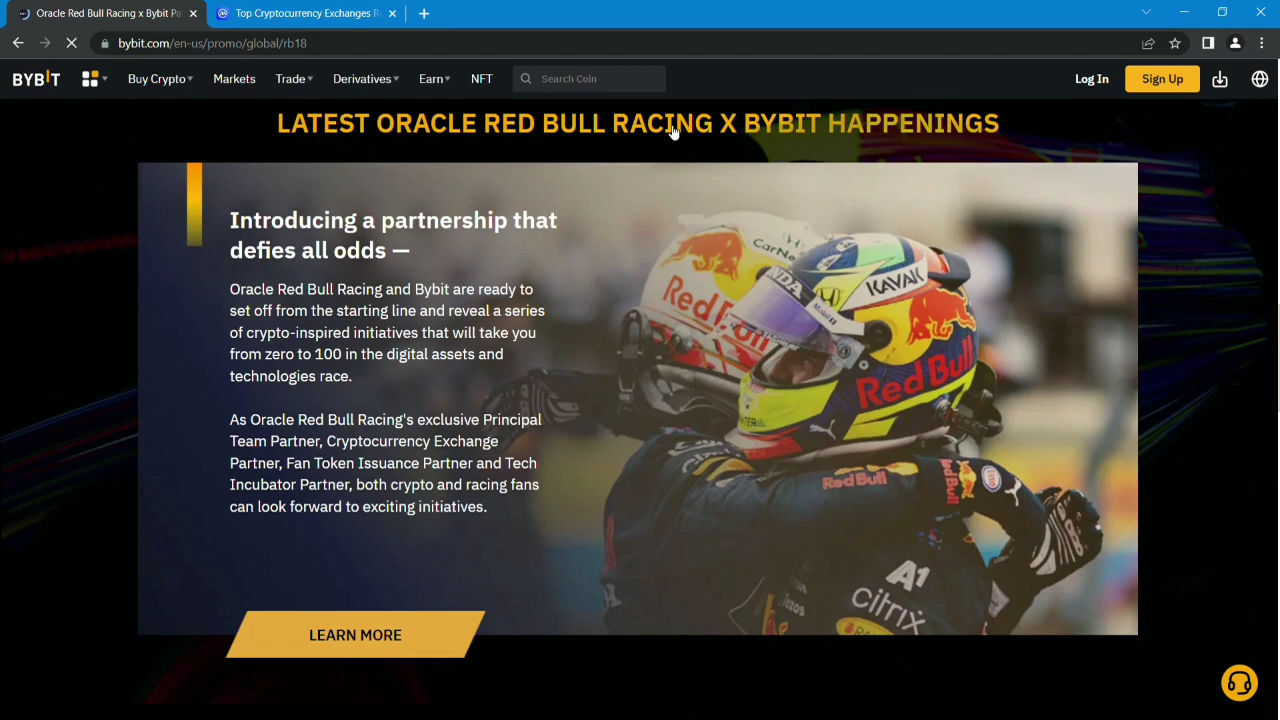 Oracle Red Bull Racing x Bybit Pa
Top Cryptocurrency Exchanges R
bybit.com/en-us/promo/global/rb18
BYBIT
Buy Crypto
Markets
Trade
Derivatives
Earn
NFT
Search Coin
Log In
Sign Up
LATEST ORACLE RED BULL RACING X BYBIT HAPPENINGS
Introducing a partnership that
defies all odds —
Oracle Red Bull Racing and Bybit are ready to
set off from the starting line and reveal a series
of crypto-inspired initiatives that will take you
from zero to 100 in the digital assets and
technologies race.
As Oracle Red Bull Racing's exclusive Principal
Team Partner, Cryptocurrency Exchange
Partner, Fan Token Issuance Partner and Tech
Incubator Partner, both crypto and racing fans
can look forward to exciting initiatives.
LEARN MORE
CarNe
HONDA
KAVAK
Mobil 1
Red Bull
Red Bull
Red Bull
A1
citrix